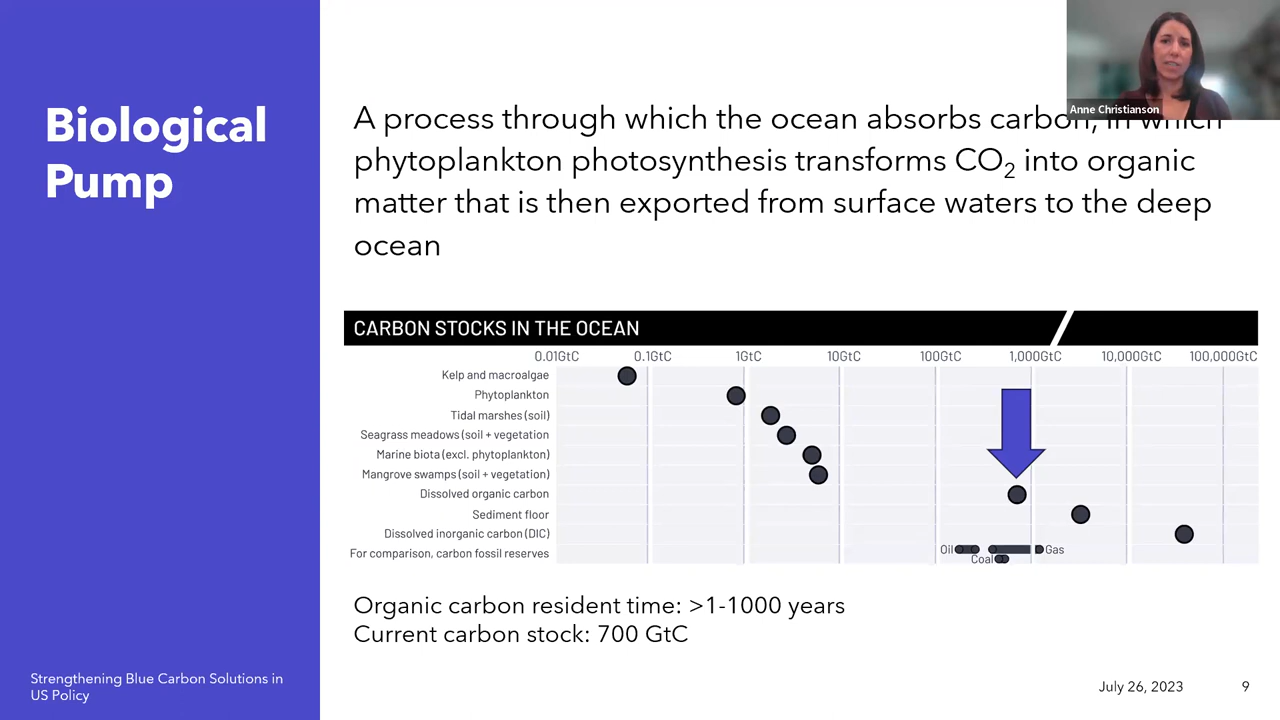 Biological
Pump
A process through which the ocean absorbs carbon, in which
phytoplankton photosynthesis transforms CO₂ into organic
matter that is then exported from surface waters to the deep
ocean
Anne Christianson
CARBON STOCKS IN THE OCEAN
0.01GtC 0.1GtC 1GtC 10GtC 100GtC 1,000GtC 10,000GtC 100,000GtC
Kelp and macroalgae
Phytoplankton
Tidal marshes (soil)
Seagrass meadows (soil + vegetation
Marine biota (excl. phytoplankton)
Mangrove swamps (soil + vegetation)
Dissolved organic carbon
Sediment floor
Dissolved inorganic carbon (DIC)
For comparison, carbon fossil reserves
Oil Gas
Coal
Organic carbon resident time: >1-1000 years
Current carbon stock: 700 GtC
Strengthening Blue Carbon Solutions in
US Policy
July 26, 2023 9